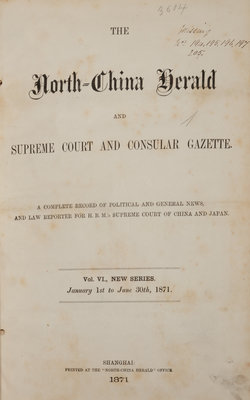 3614
Missing
THE
North-China Herald
AND
SUPREME COURT AND CONSULAR GAZETTE.
A COMPLETE RECORD OF POLITICAL AND GENERAL NEWS,
AND LAW REPORTER FOR H. B. M.'s SUPREME COURT OF CHINA AND JAPAN.
Vol. VI., NEW SERIES.
January 1st to June 30th, 1871.
SHANGHAI:
PRINTED AT THE "NORTH-CHINA HERALD" OFFICE
1871